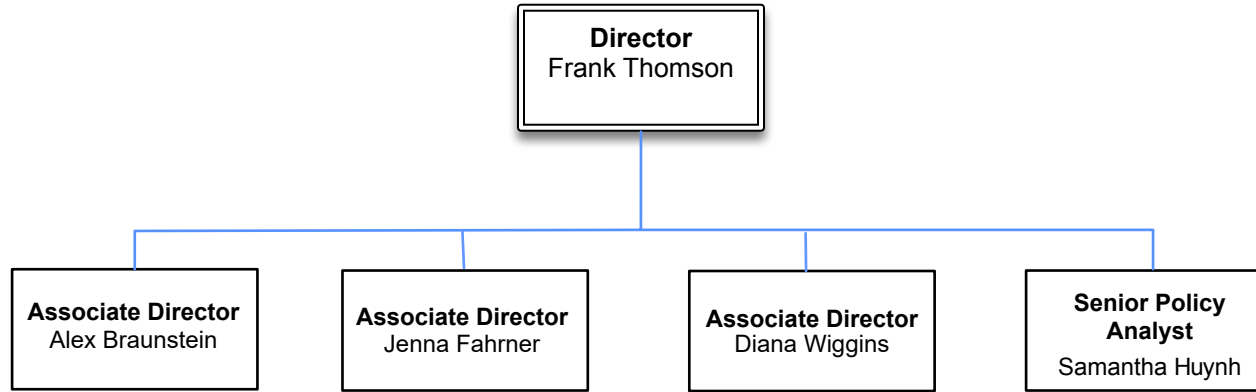 Director
Frank Thomson
Associate Director
Alex Braunstein
Associate Director
Jenna Fahrner
Associate Director
Diana Wiggins
Senior Policy
Analyst
Samantha Huynh